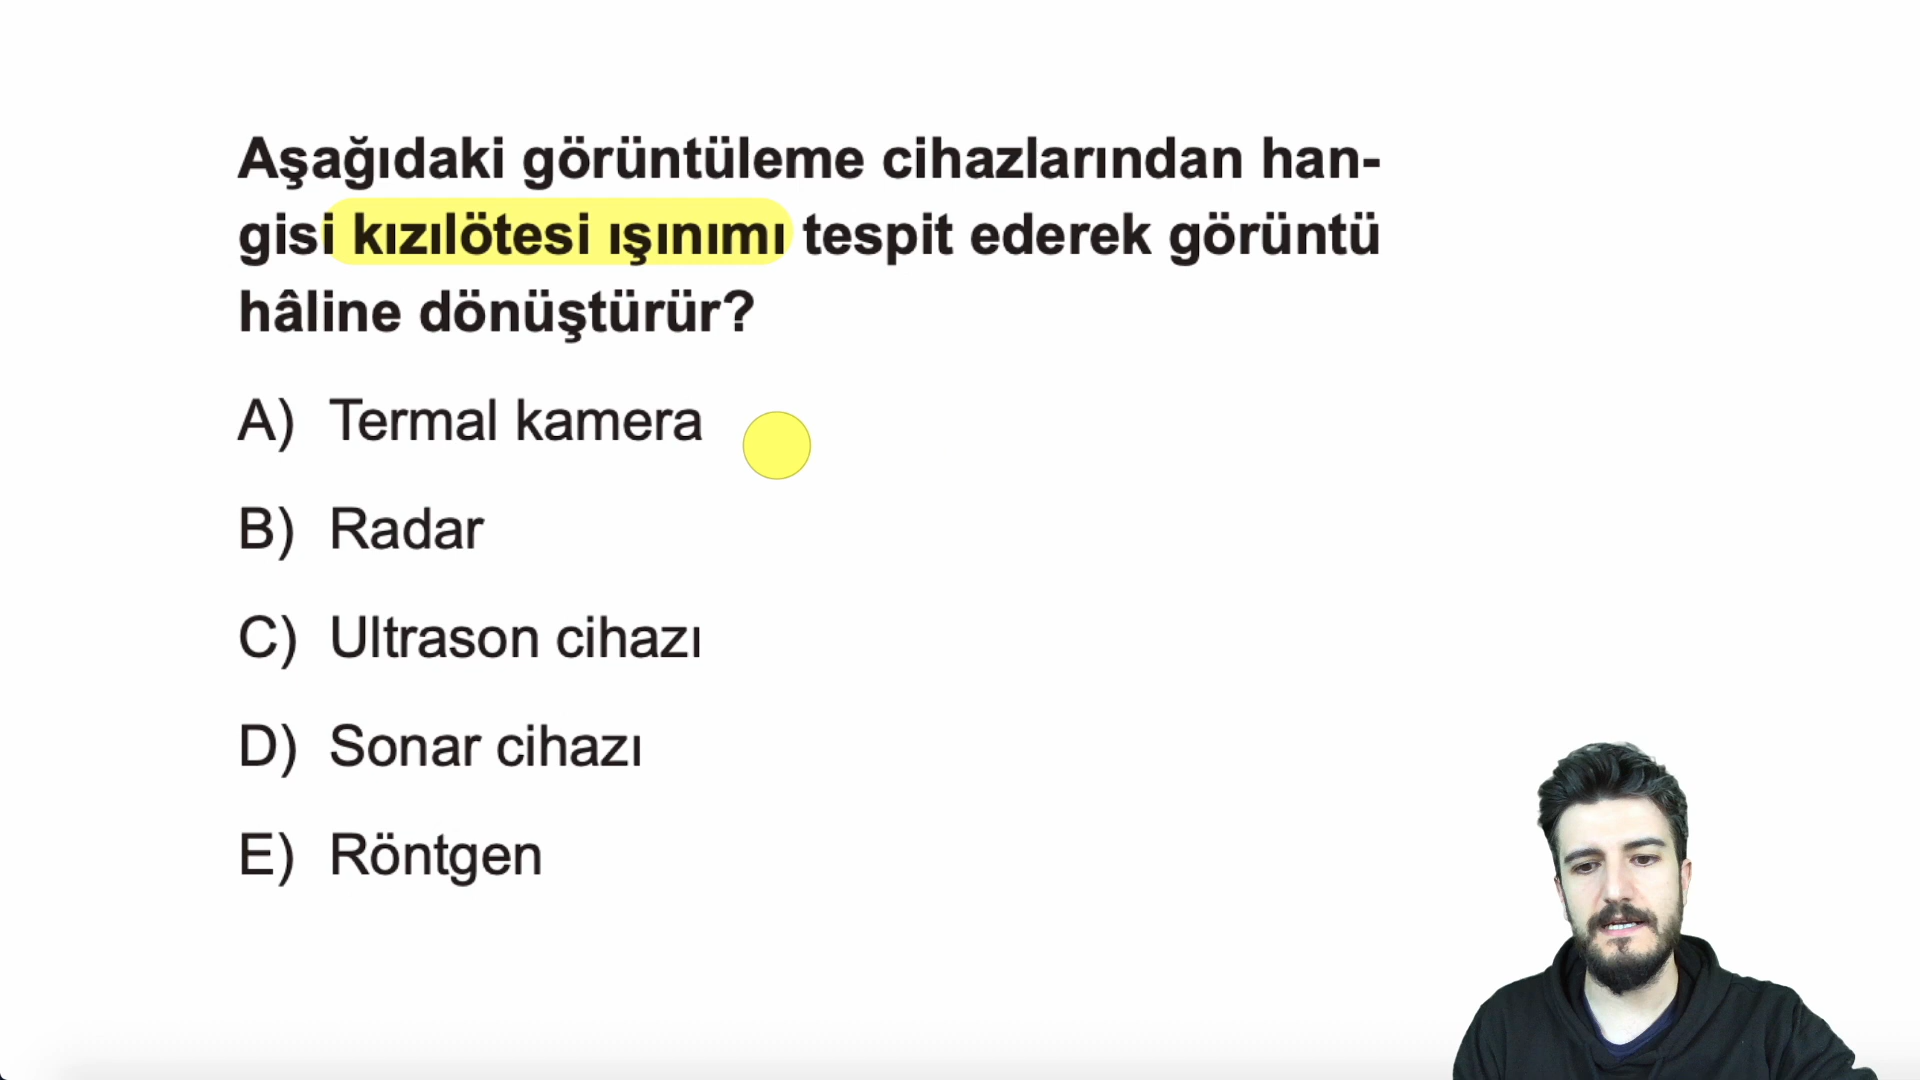 Aşağıdaki görüntüleme cihazlarından han-
gisi kızılötesi ışınımı tespit ederek görüntü
hâline dönüştürür?
A) Termal kamera
B) Radar
C) Ultrason cihazı
D) Sonar cihazı
E) Röntgen